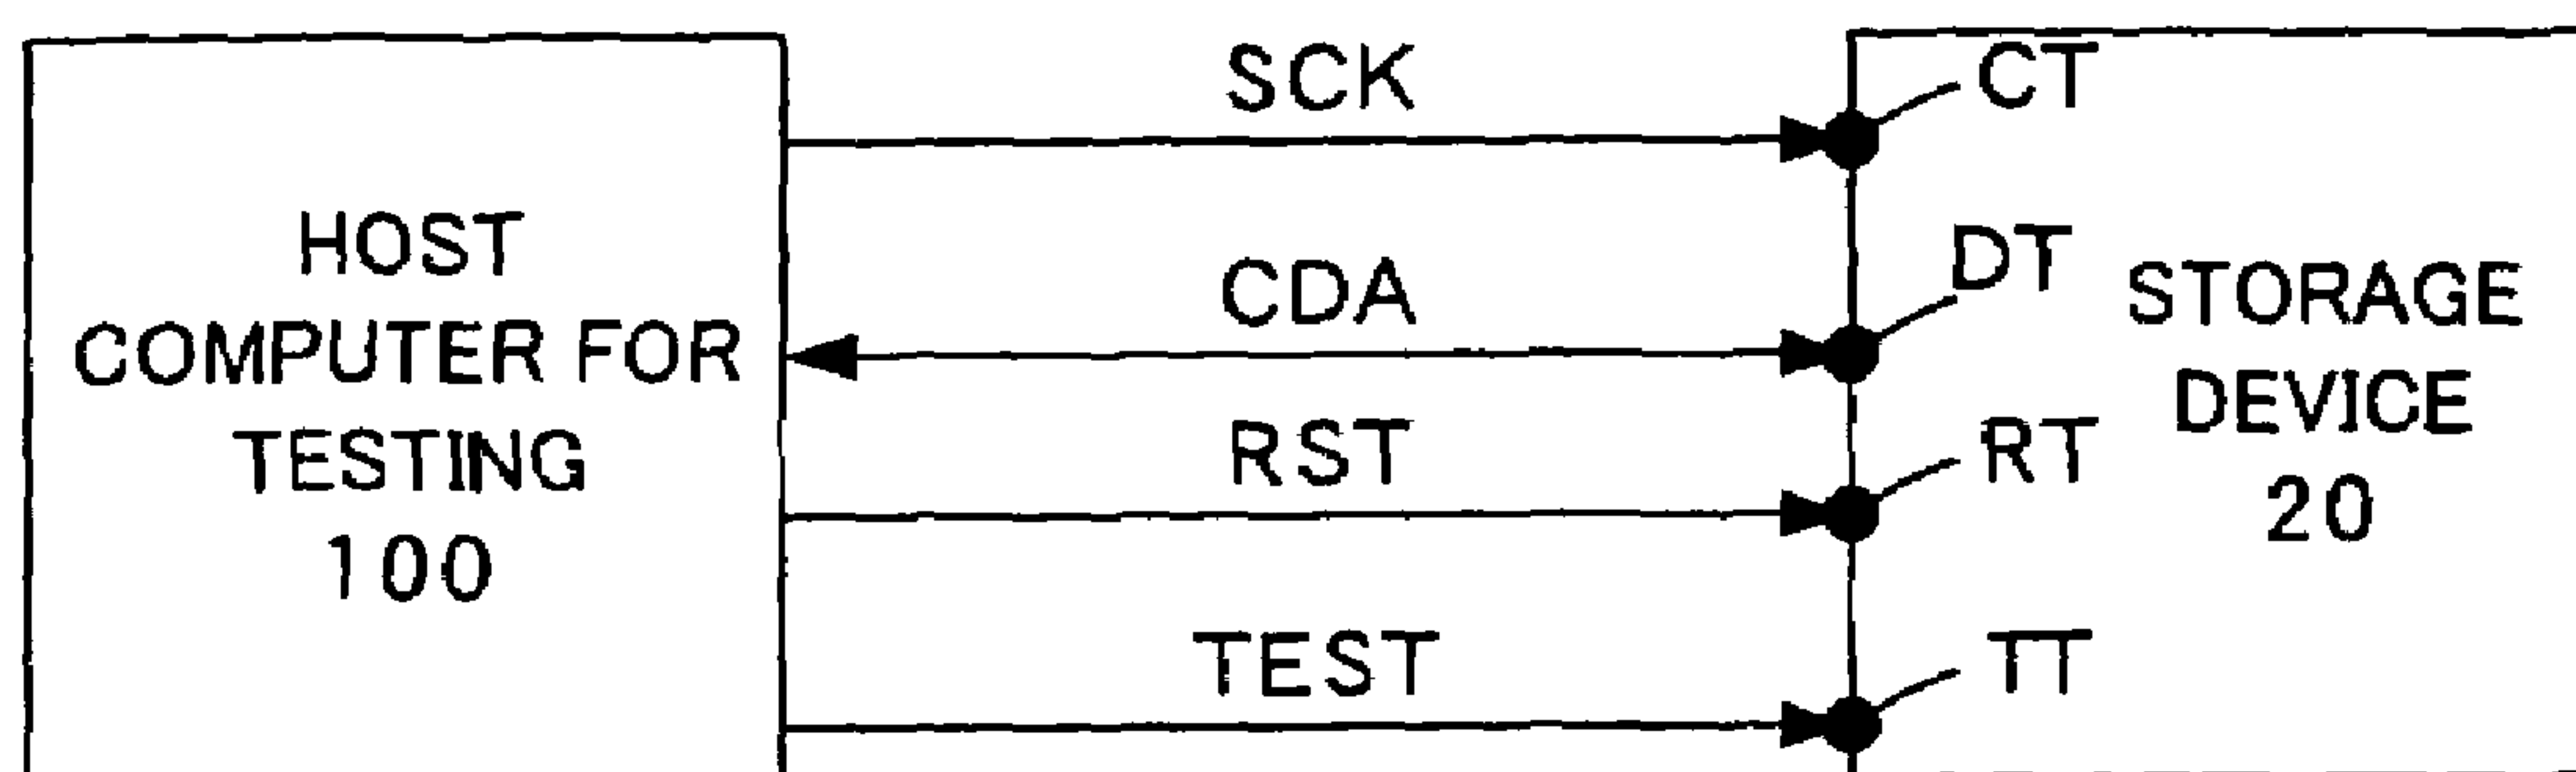 HOST
COMPUTER FOR
TESTING
100
SCK
CDA
RST
TEST
CT
DT
RT
TT
STORAGE
DEVICE
20